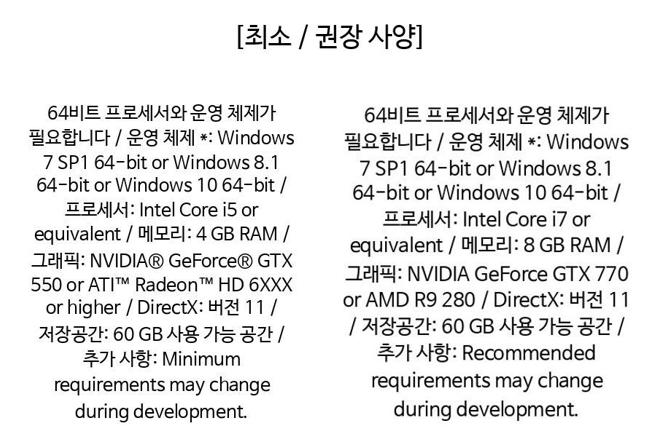 [최소 / 권장 사양]
64비트 프로세서와 운영 체제가
필요합니다 / 운영 체제 *: Windows
7 SP1 64-bit or Windows 8.1
64-bit or Windows 10 64-bit /
프로세서: Intel Core i5 or
equivalent / 메모리: 4 GB RAM /
그래픽: NVIDIA® GeForce® GTX
550 or ATI™ Radeon™ HD 6XXX
or higher / DirectX: 버전 11 /
저장공간: 60 GB 사용 가능 공간 /
추가 사항: Minimum
requirements may change
during development.
64비트 프로세서와 운영 체제가
필요합니다 / 운영 체제 *: Windows
7 SP1 64-bit or Windows 8.1
64-bit or Windows 10 64-bit /
프로세서: Intel Core i7 or
equivalent / 메모리: 8 GB RAM /
그래픽: NVIDIA GeForce GTX 770
or AMD R9 280 / DirectX: 버전 11
/ 저장공간: 60 GB 사용 가능 공간 /
추가 사항: Recommended
requirements may change
during development.